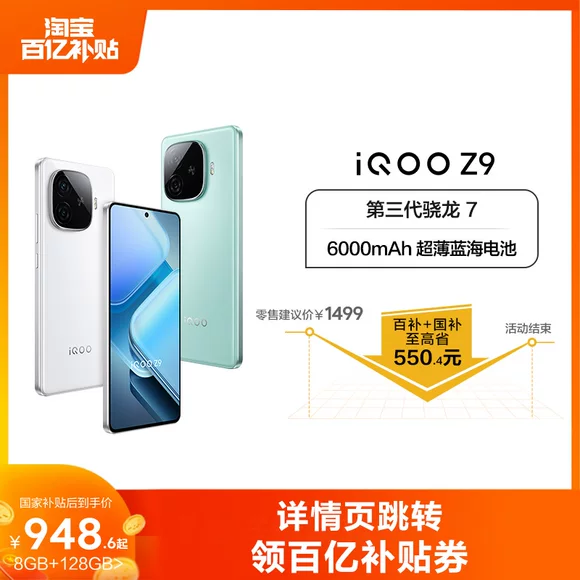 淘宝
百亿补贴
iQOO Z9
第三代骁龙 7
6000mAh 超薄蓝海电池
零售建议价¥1499
百补+国补
至高省
550.4元
活动结束
iQOO
iQOO
iQOO Z9
国家补贴后到手价
¥948.6起
8GB+128GB>
详情页跳转
领百亿补贴券